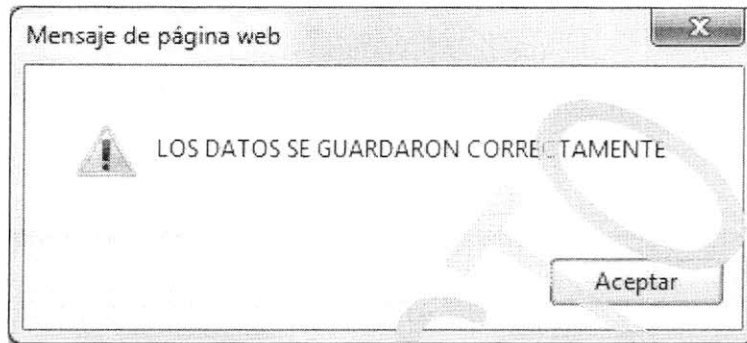 Mensaje de página web
LOS DATOS SE GUARDARON CORRECTAMENTE
Aceptar